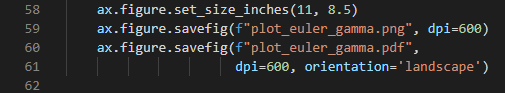 58 ax.figure.set_size_inches(11, 8.5)
59 ax.figure.savefig(f"plot_euler_gamma.png", dpi=600)
60 ax.figure.savefig(f"plot_euler_gamma.pdf",
61 dpi=600, orientation='landscape')
62